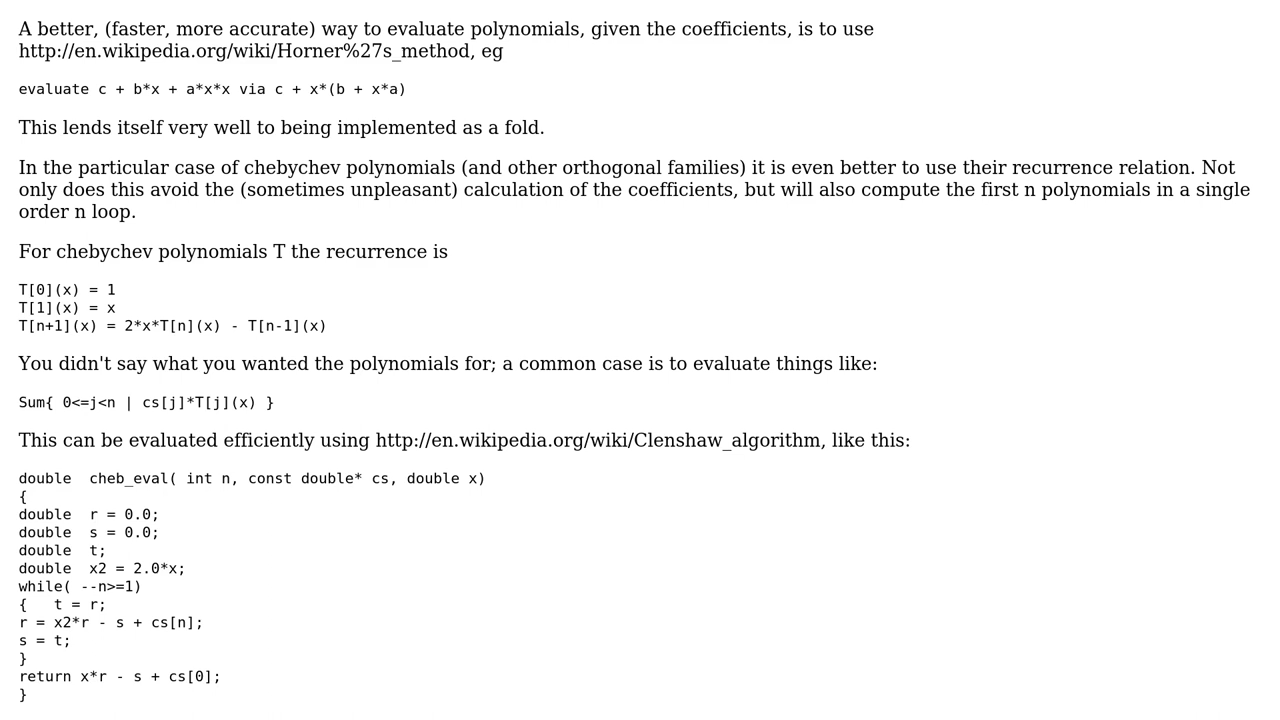 A better, (faster, more accurate) way to evaluate polynomials, given the coefficients, is to use
http://en.wikipedia.org/wiki/Horner%27s_method, eg
evaluate c + b*x + a*x*x via c + x*(b + x*a)
This lends itself very well to being implemented as a fold.
In the particular case of chebychev polynomials (and other orthogonal families) it is even better to use their recurrence relation. Not
only does this avoid the (sometimes unpleasant) calculation of the coefficients, but will also compute the first n polynomials in a single
order n loop.
For chebychev polynomials T the recurrence is
T[0](x) = 1
T[1](x) = x
T[n+1](x) = 2*x*T[n](x) - T[n-1](x)
You didn't say what you wanted the polynomials for; a common case is to evaluate things like:
Sum{ 0<=j<n | cs[j]*T[j](x) }
This can be evaluated efficiently using http://en.wikipedia.org/wiki/Clenshaw_algorithm, like this:
double  cheb_eval( int n, const double* cs, double x)
{
double  r = 0.0;
double  s = 0.0;
double  t;
double  x2 = 2.0*x;
while( --n>=1)
{   t = r;
r = x2*r - s + cs[n];
s = t;
}
return x*r - s + cs[0];
}